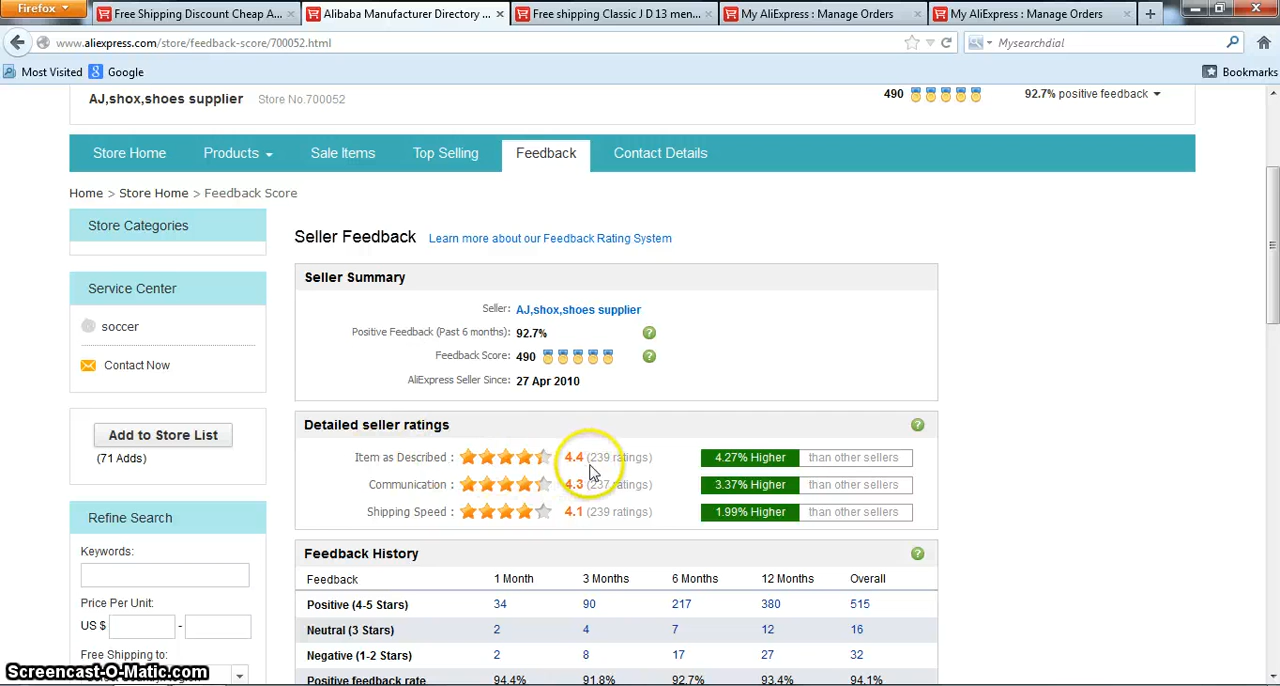 Firefox
Free Shipping Discount Cheap A...
Alibaba Manufacturer Directory ...
Free shipping Classic J D 13 men...
My AliExpress : Manage Orders
My AliExpress : Manage Orders
www.aliexpress.com/store/feedback-score/700052.html
Mysearchdial
Most Visited
Google
Bookmarks
AJ,shox,shoes supplier Store No.700052
490 92.7% positive feedback
Store Home Products Sale Items Top Selling Feedback Contact Details
Home > Store Home > Feedback Score
Store Categories
Service Center
soccer
Contact Now
Add to Store List
(71 Adds)
Refine Search
Keywords:
Price Per Unit:
US $ -
Free Shipping to:
Seller Feedback Learn more about our Feedback Rating System
Seller Summary
Seller: AJ,shox,shoes supplier
Positive Feedback (Past 6 months): 92.7%
Feedback Score: 490
AliExpress Seller Since: 27 Apr 2010
Detailed seller ratings
Item as Described : 4.4 (239 ratings) 4.27% Higher than other sellers
Communication : 4.3 (237 ratings) 3.37% Higher than other sellers
Shipping Speed : 4.1 (239 ratings) 1.99% Higher than other sellers
Feedback History
Feedback 1 Month 3 Months 6 Months 12 Months Overall
Positive (4-5 Stars) 34 90 217 380 515
Neutral (3 Stars) 2 4 7 12 16
Negative (1-2 Stars) 2 8 17 27 32
Positive feedback rate 94.4% 91.8% 92.7% 93.4% 94.1%
Screencast-O-Matic.com